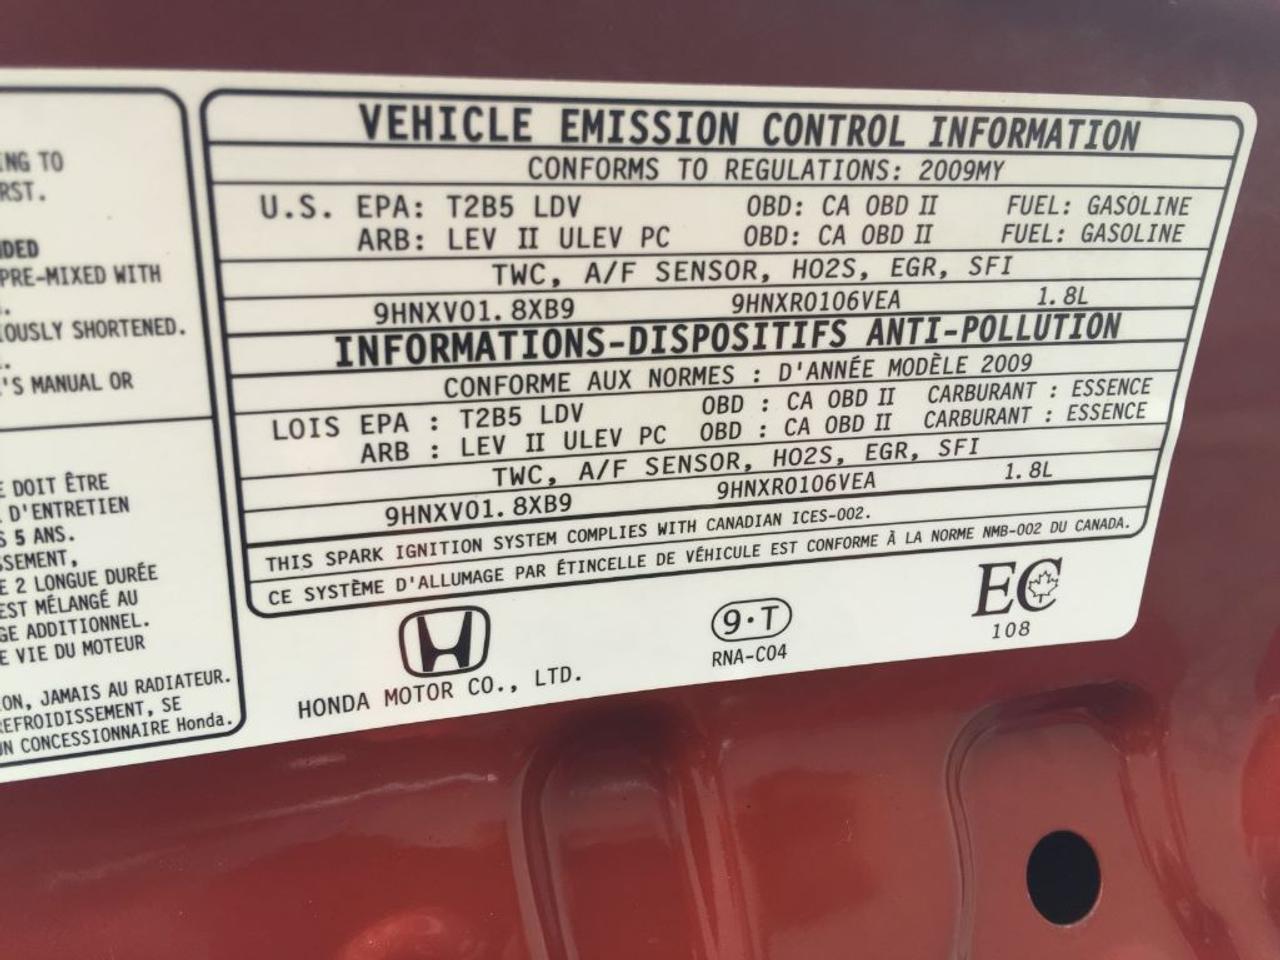 ING TO
RST.
DED
PRE-MIXED WITH
IOUSLY SHORTENED.
'S MANUAL OR
E DOIT ÊTRE
D'ENTRETIEN
S 5 ANS.
SSEMENT,
E 2 LONGUE DURÉE
EST MÉLANGÉ AU
GE ADDITIONNEL.
E VIE DU MOTEUR
ON, JAMAIS AU RADIATEUR.
REFROIDISSEMENT, SE
UN CONCESSIONNAIRE Honda.
VEHICLE EMISSION CONTROL INFORMATION
CONFORMS TO REGULATIONS: 2009MY
U.S. EPA: T2B5 LDV OBD: CA OBD II FUEL: GASOLINE
ARB: LEV II ULEV PC OBD: CA OBD II FUEL: GASOLINE
TWC, A/F SENSOR, HO2S, EGR, SFI
9HNXV01.8XB9 9HNXR0106VEA 1.8L
INFORMATIONS-DISPOSITIFS ANTI-POLLUTION
CONFORME AUX NORMES : D'ANNÉE MODÈLE 2009
LOIS EPA : T2B5 LDV OBD : CA OBD II CARBURANT : ESSENCE
ARB : LEV II ULEV PC OBD : CA OBD II CARBURANT : ESSENCE
TWC, A/F SENSOR, HO2S, EGR, SFI
9HNXV01.8XB9 9HNXR0106VEA 1.8L
THIS SPARK IGNITION SYSTEM COMPLIES WITH CANADIAN ICES-002.
CE SYSTÈME D'ALLUMAGE PAR ÉTINCELLE DE VÉHICULE EST CONFORME À LA NORME NMB-002 DU CANADA.
HONDA MOTOR CO., LTD.
9·T
RNA-C04
EC
108